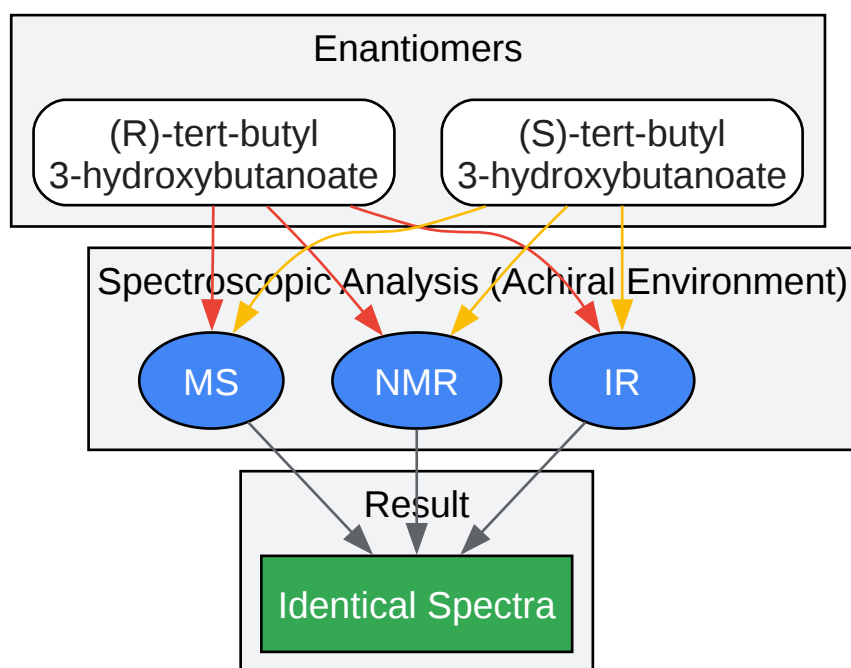 Enantiomers
(R)-tert-butyl
3-hydroxybutanoate
(S)-tert-butyl
3-hydroxybutanoate
Spectroscopic Analysis (Achiral Environment)
MS
NMR
IR
Result
Identical Spectra